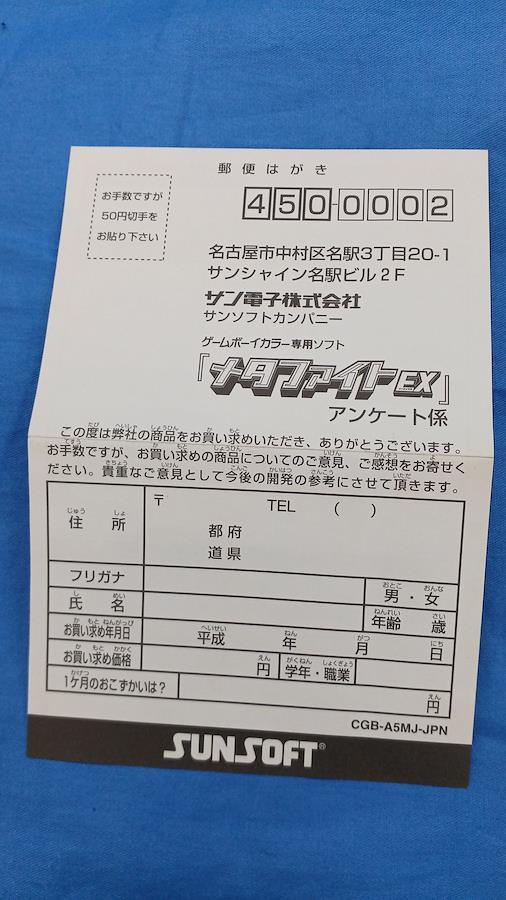 郵便はがき
お手数ですが
50円切手を
お貼り下さい
450-0002
名古屋市中村区名駅3丁目20-1
サンシャイン名駅ビル2F
サン電子株式会社
サンソフトカンパニー
ゲームボーイカラー専用ソフト
『メタファイトEX』
アンケート係
この度は弊社の商品をお買い求めいただき、ありがとうございます。
お手数ですが、お買い求めの商品についてのご意見、ご感想をお寄せく
ださい。貴重なご意見として今後の開発の参考にさせて頂きます。
住所 〒 TEL ( )
都府
道県
フリガナ 男・女
氏名 年齢 歳
お買い求め年月日 平成 年 月 日
お買い求め価格 円 学年・職業
1ケ月のおこずかいは? 円
CGB-A5MJ-JPN
SUNSOFT®